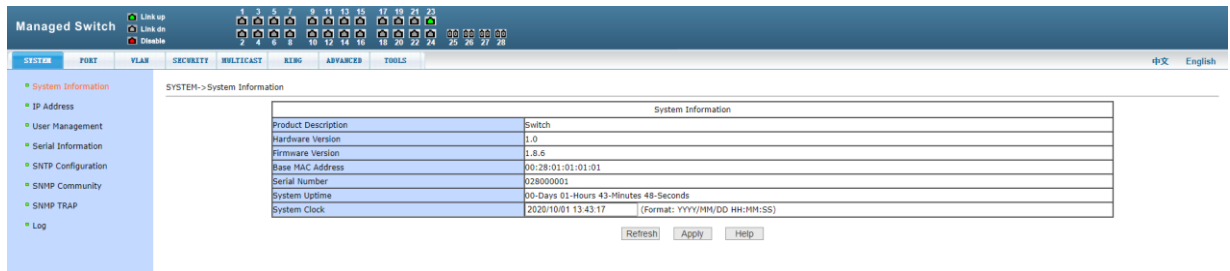 Managed Switch
Link up
Link dn
Disable
1 3 5 7 9 11 13 15 17 19 21 23
2 4 6 8 10 12 14 16 18 20 22 24 25 26 27 28
SYSTEM PORT VLAN SECURITY MULTICAST RING ADVANCED TOOLS 中文 English
System Information
IP Address
User Management
Serial Information
SNTP Configuration
SNMP Community
SNMP TRAP
Log
SYSTEM->System Information
System Information
Product Description Switch
Hardware Version 1.0
Firmware Version 1.8.6
Base MAC Address 00:28:01:01:01:01
Serial Number 028000001
System Uptime 00-Days 01-Hours 43-Minutes 48-Seconds
System Clock 2020/10/01 13:43:17 (Format: YYYY/MM/DD HH:MM:SS)
Refresh Apply Help